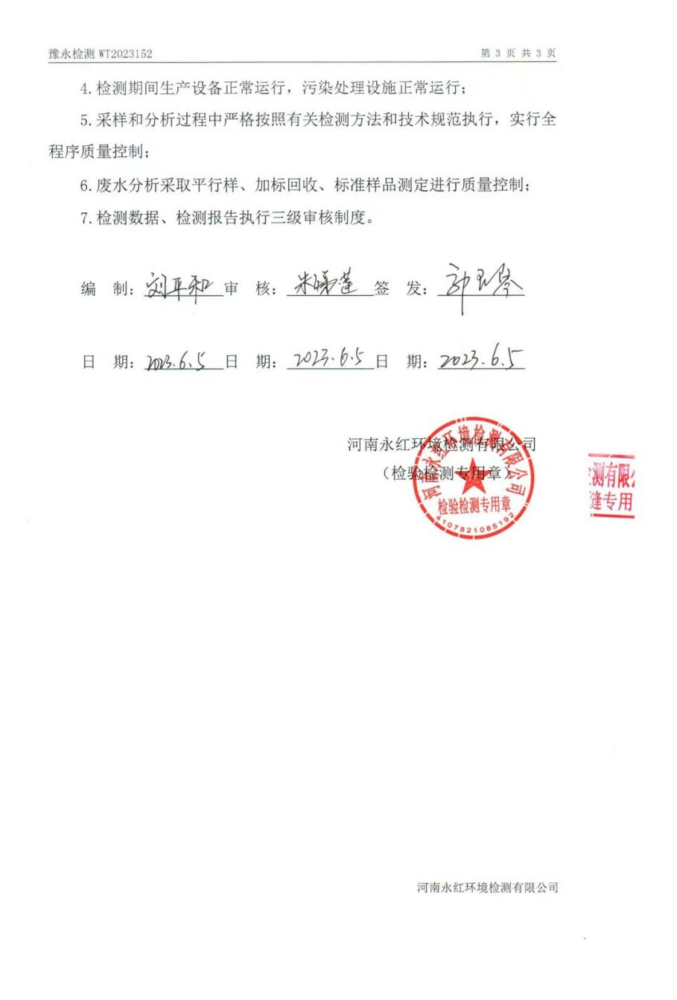 豫永检测 WT2023152 第 3 页 共 3 页
4.检测期间生产设备正常运行，污染处理设施正常运行；
5.采样和分析过程中严格按照有关检测方法和技术规范执行，实行全
程序质量控制；
6.废水分析采取平行样、加标回收、标准样品测定进行质量控制；
7.检测数据、检测报告执行三级审核制度。
编 制：刘平和 审 核： 签 发：
日 期：2023.6.5 日 期：2023.6.5 日 期：2023.6.5
河南永红环境检测有限公司
（检验检测专用章）
河南永红环境检测有限公司
检验检测专用章
4107821085192
测有限
缝专用
河南永红环境检测有限公司